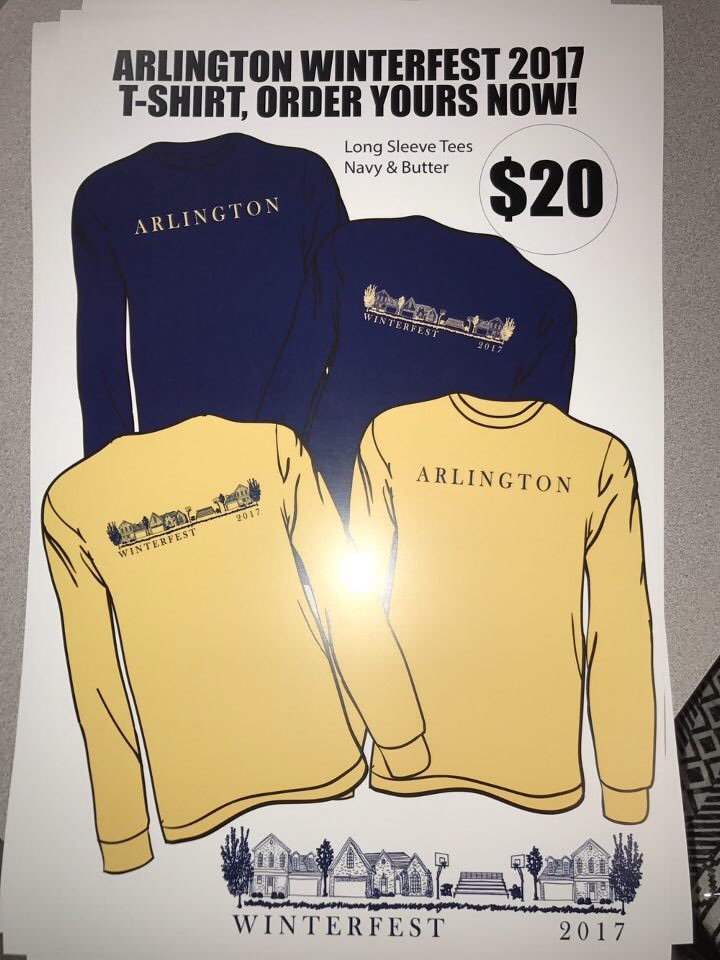 ARLINGTON WINTERFEST 2017
T-SHIRT, ORDER YOURS NOW!
Long Sleeve Tees
Navy & Butter
$20
ARLINGTON
WINTERFEST 2017
ARLINGTON
WINTERFEST 2017
WINTERFEST 2017